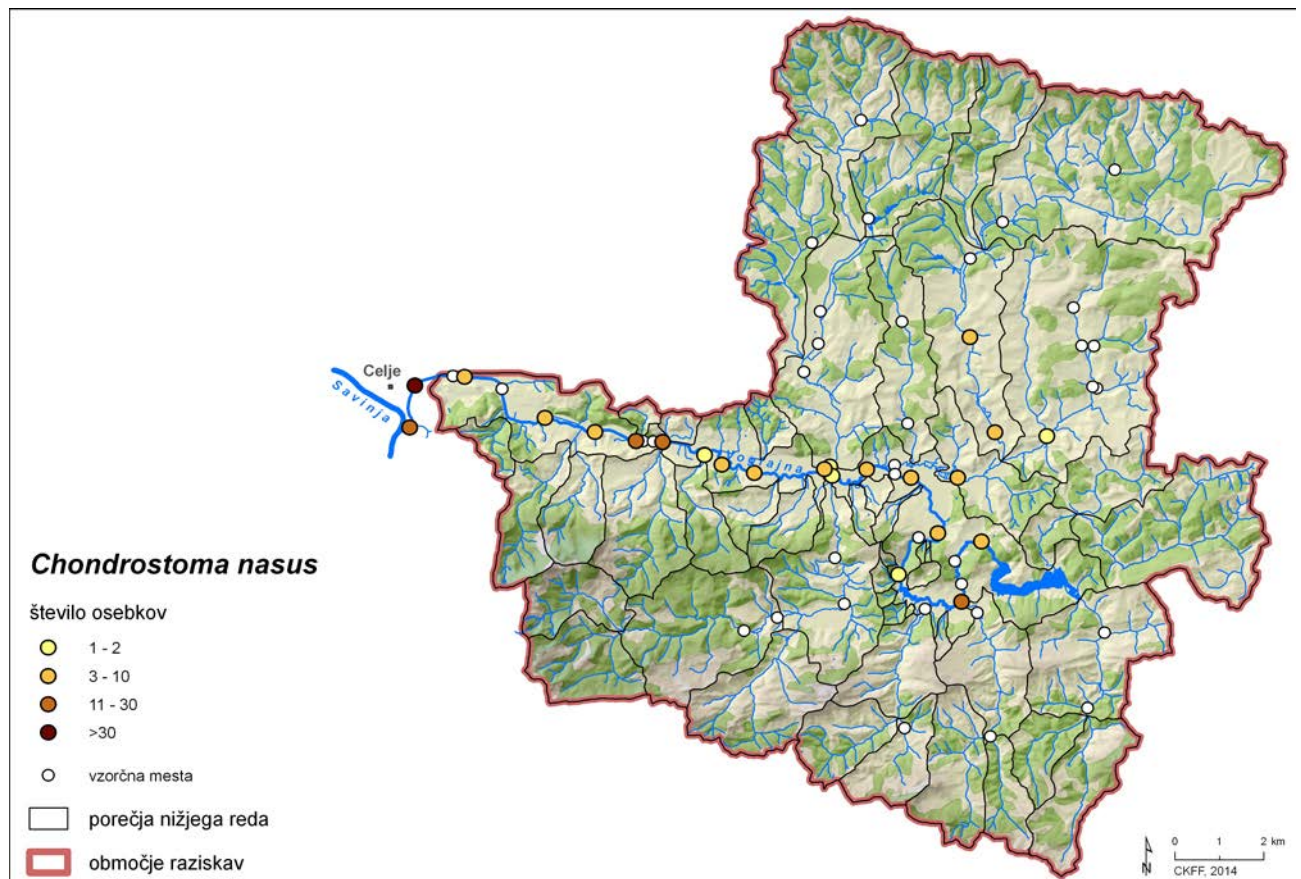 Celje
Savinja
Voglajna
Chondrostoma nasus
število osebkov
1 - 2
3 - 10
11 - 30
>30
vzorčna mesta
porečja nižjega reda
območje raziskav
N
0 1 2 km
CKFF, 2014